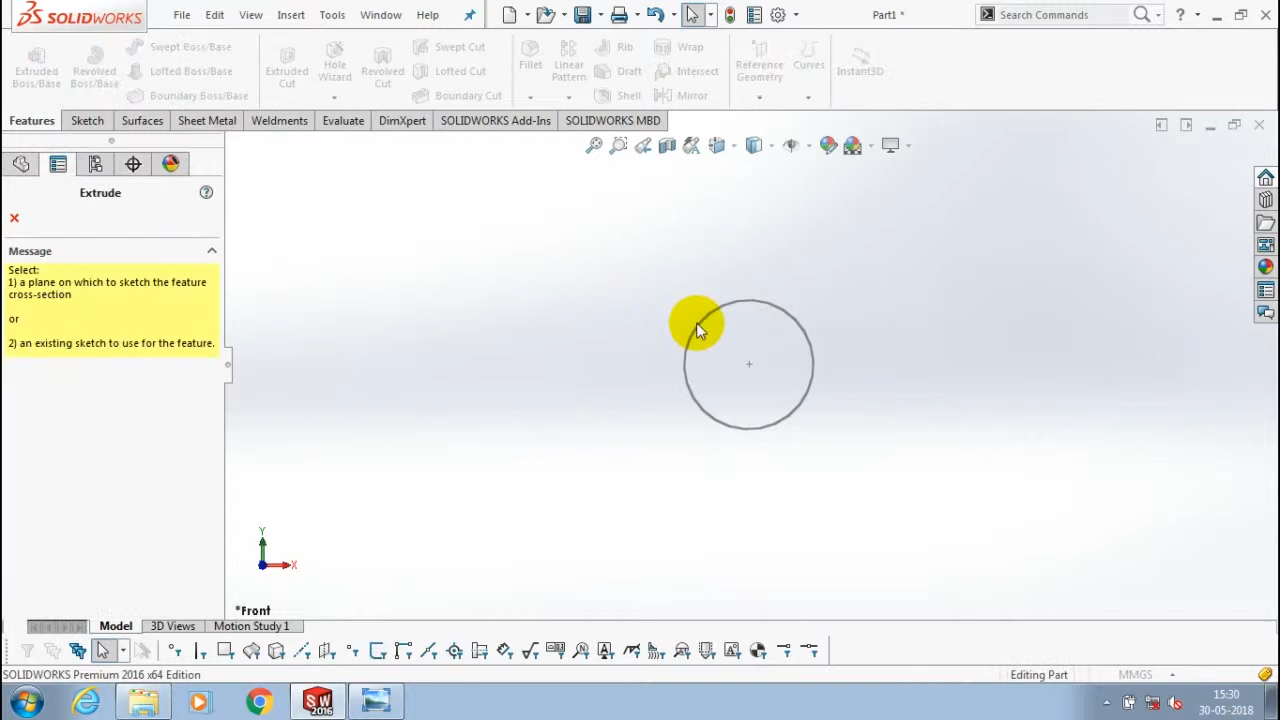 SOLIDWORKS
File Edit View Insert Tools Window Help
Part1 *
Search Commands
Extruded Boss/Base
Revolved Boss/Base
Swept Boss/Base
Lofted Boss/Base
Boundary Boss/Base
Extruded Cut
Hole Wizard
Revolved Cut
Swept Cut
Lofted Cut
Boundary Cut
Fillet
Linear Pattern
Rib
Draft
Shell
Wrap
Intersect
Mirror
Reference Geometry
Curves
Instant3D
Features Sketch Surfaces Sheet Metal Weldments Evaluate DimXpert SOLIDWORKS Add-Ins SOLIDWORKS MBD
Extrude
Message
Select:
1) a plane on which to sketch the feature
cross-section
or
2) an existing sketch to use for the feature.
Y
X
*Front
Model 3D Views Motion Study 1
SOLIDWORKS Premium 2016 x64 Edition
Editing Part
MMGS
SW
2016
15:30
30-05-2018